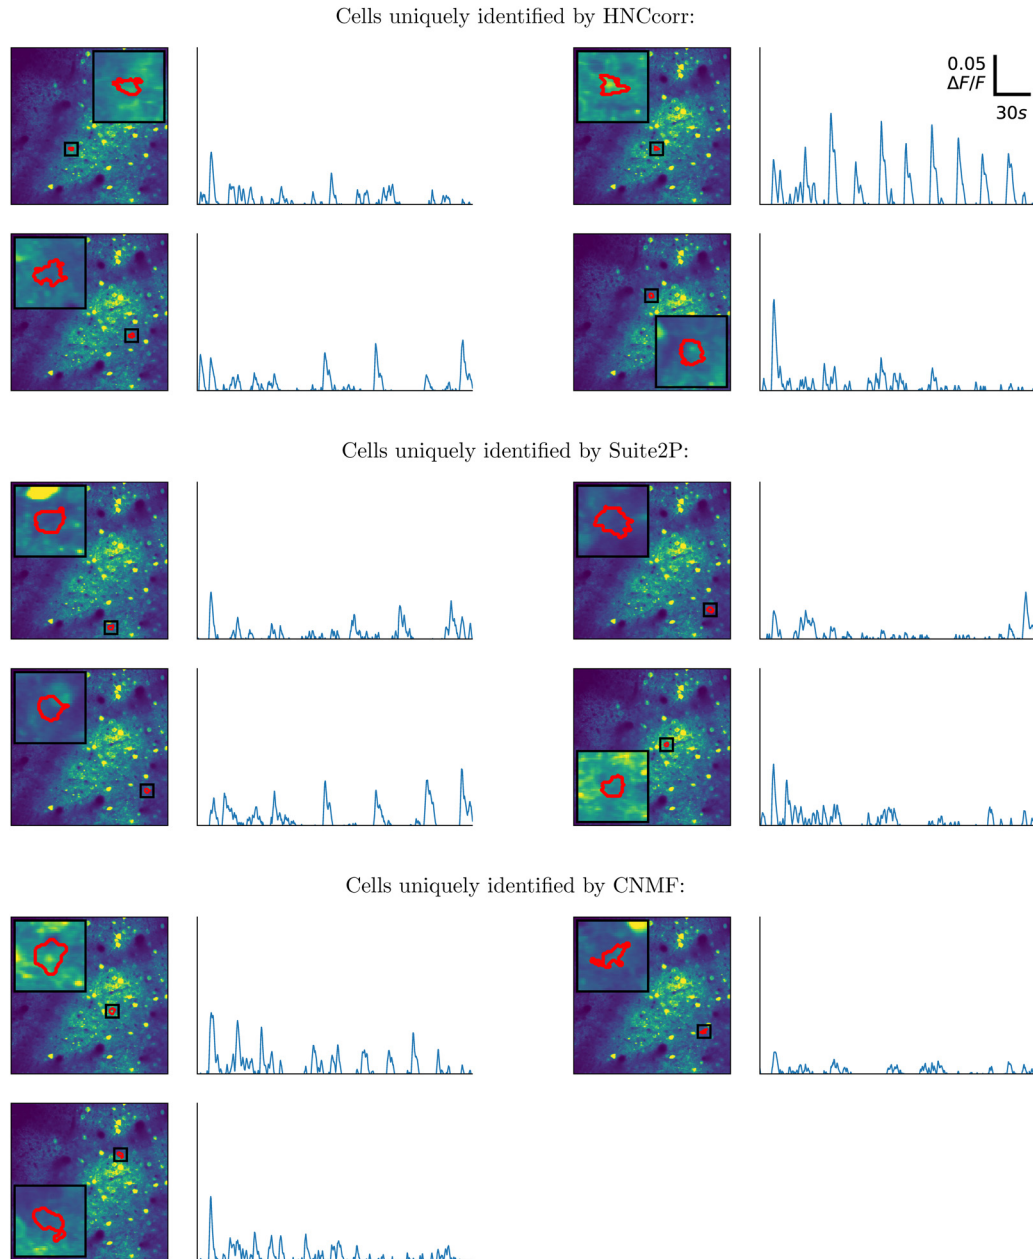 Cells uniquely identified by HNCcorr:
0.05
ΔF/F
30s
Cells uniquely identified by Suite2P:
Cells uniquely identified by CNMF: